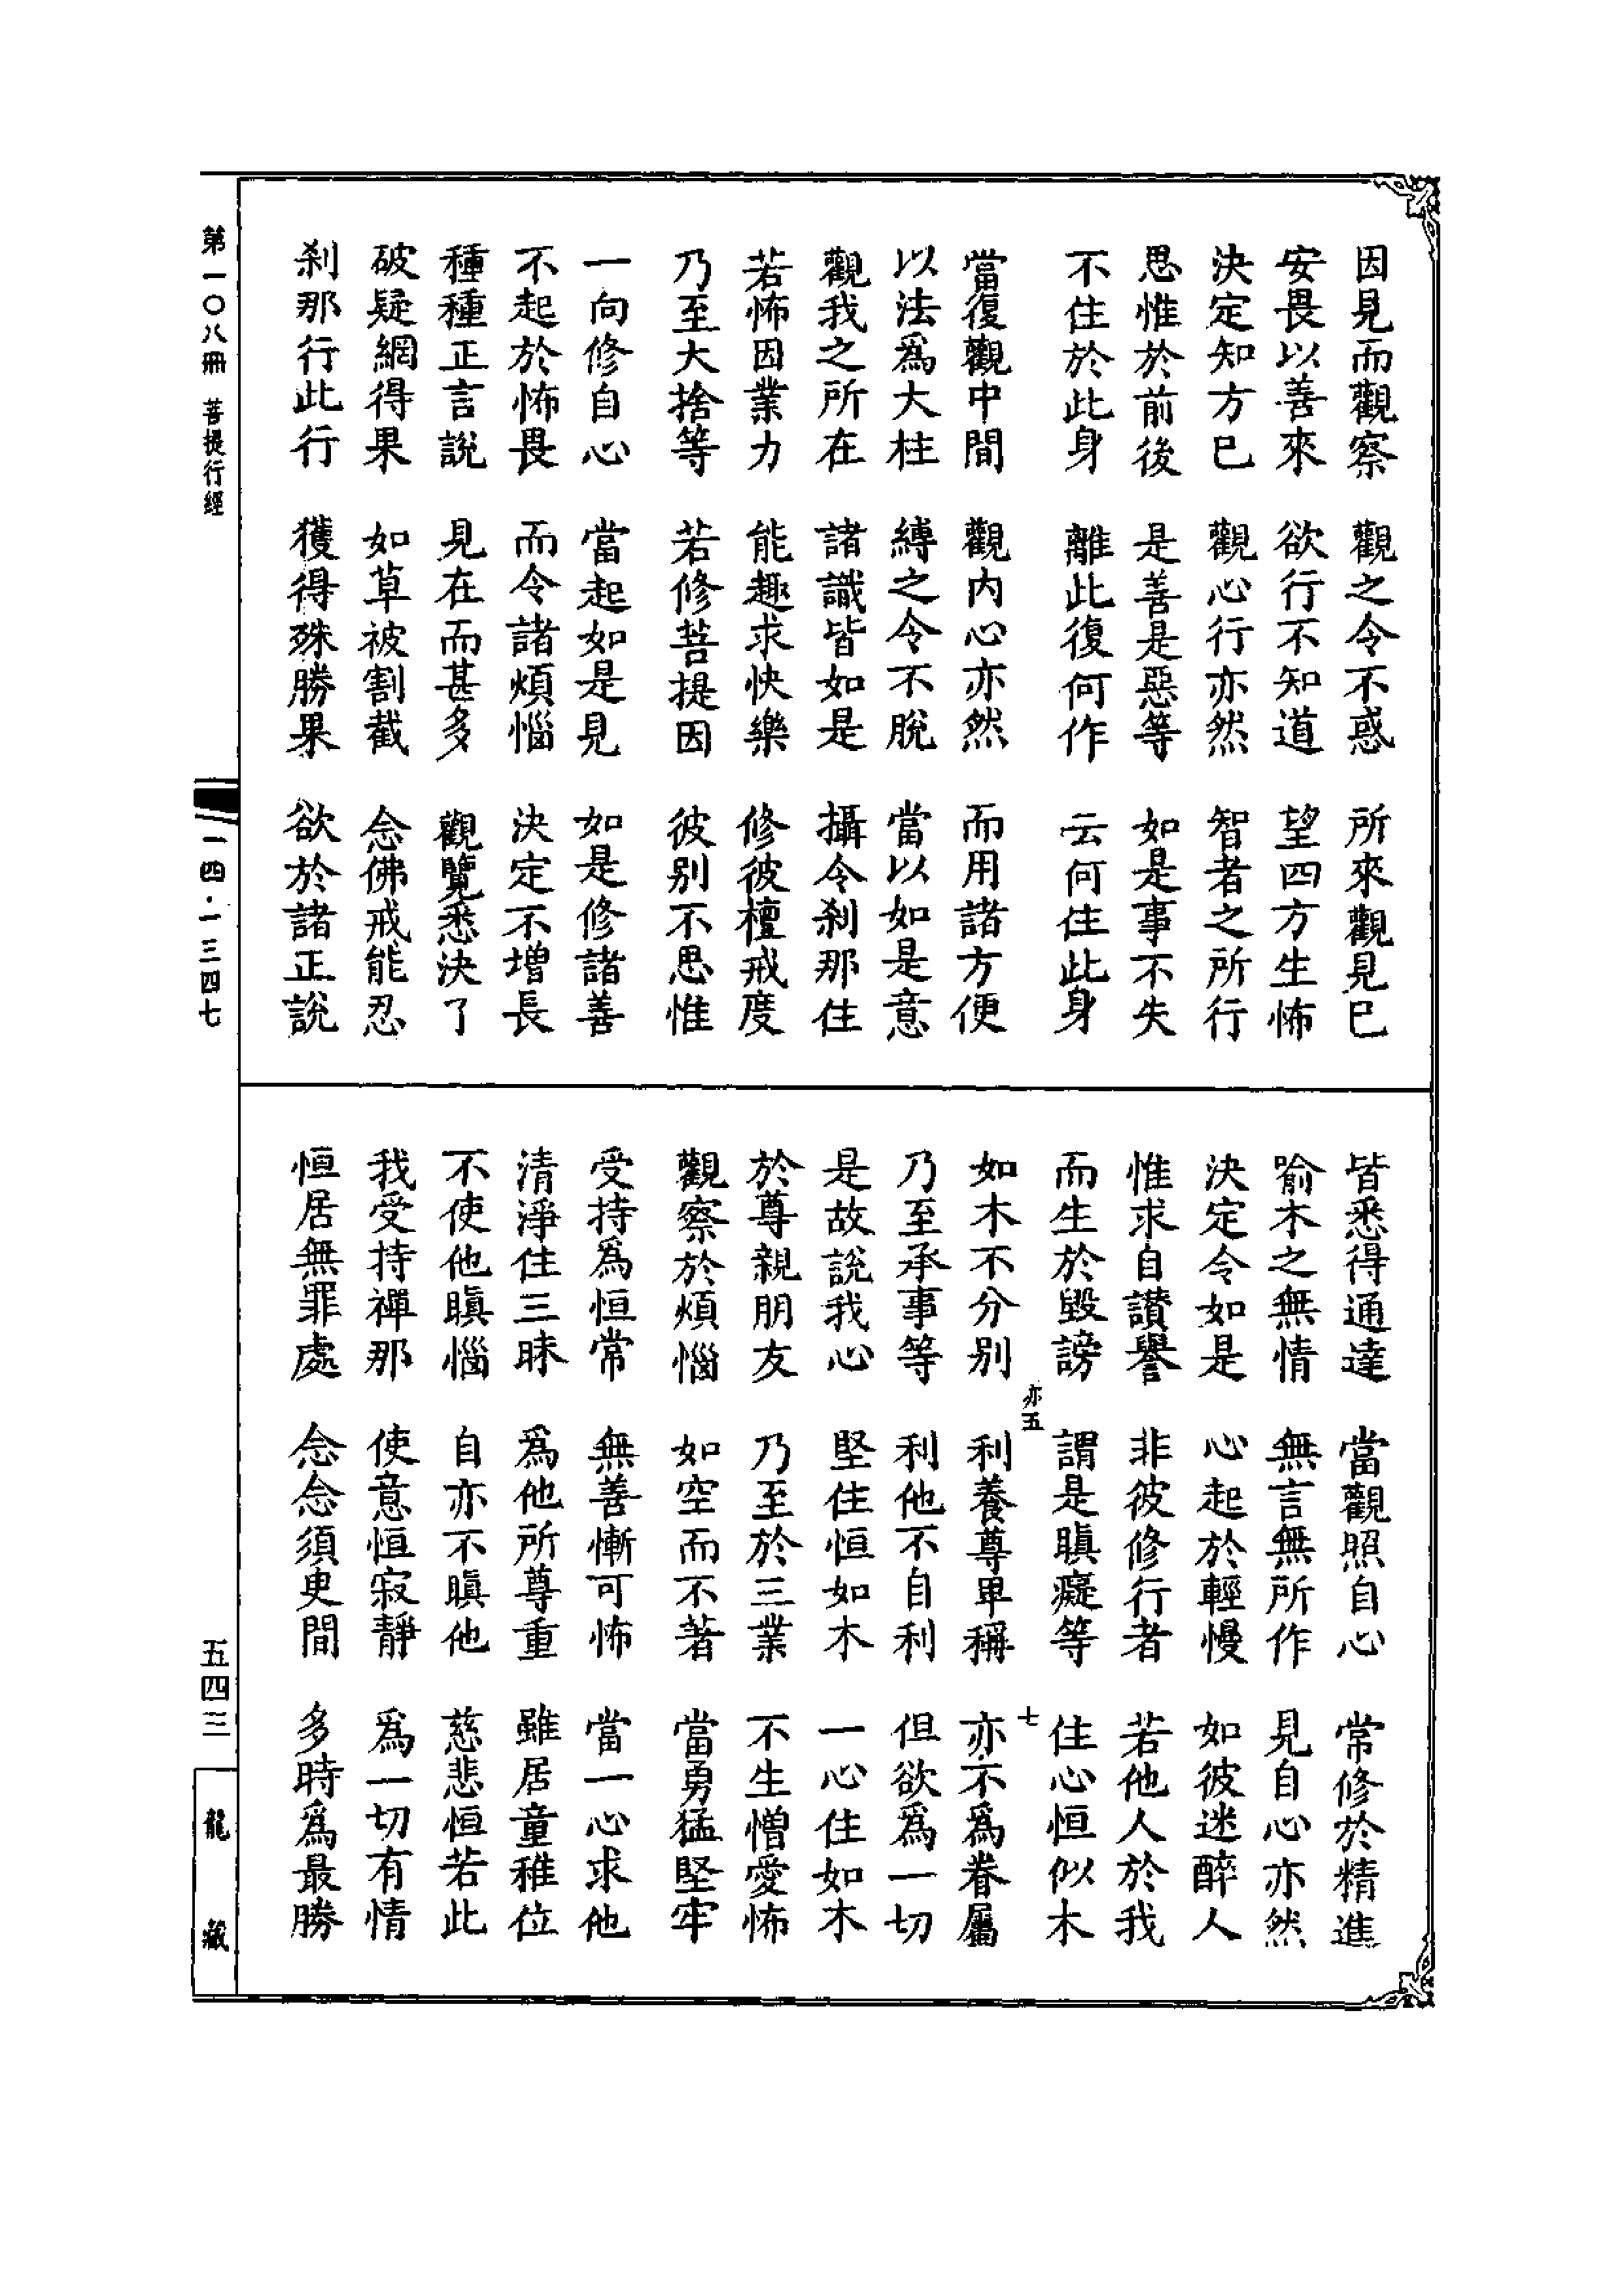 因見而觀察　觀之令不惑　所來觀見已
安畏以善來　欲行不知道　望四方生怖
決定知方已　觀心行亦然　智者之所行
思惟於前後　是善是惡等　如是事不失
不住於此身　離此復何作　云何住此身
當復觀中間　觀内心亦然　而用諸方便
以法爲大柱　縛之令不脫　當以如是意
觀我之所在　諸識皆如是　攝令剎那住
若怖因業力　能趣求快樂　修彼檀戒度
乃至大捨等　若修菩提因　彼别不思惟
一向修自心　當起如是見　如是修諸善
不起於怖畏　而令諸煩惱　決定不增長
種種正言說　見在而甚多　觀覽悉決了
破疑網得果　如草被割截　念佛戒能忍
剎那行此行　獲得殊勝果　欲於諸正說
皆悉得通達　當觀照自心　常修於精進
喻木之無情　無言無所作　見自心亦然
決定令如是　心起於輕慢　如彼迷醉人
惟求自讃譽　非彼修行者　若他人於我
而生於毀謗　謂是瞋癡等　住心恒似木
亦五　七
如木不分别　利養尊卑稱　亦不爲眷屬
乃至承事等　利他不自利　但欲爲一切
是故說我心　堅住恒如木　一心住如木
於尊親朋友　乃至於三業　不生憎愛怖
觀察於煩惱　如空而不著　當勇猛堅牢
受持爲恒常　無善慚可怖　當一心求他
清淨住三昧　爲他所尊重　雖居童稚位
不使他瞋惱　自亦不瞋他　慈悲恒若此
我受持禪那　使意恒寂靜　爲一切有情
恒居無罪處　念念須臾間　多時爲最勝
第一〇八冊　菩提行經
一四·一三四七
五四三
龍藏